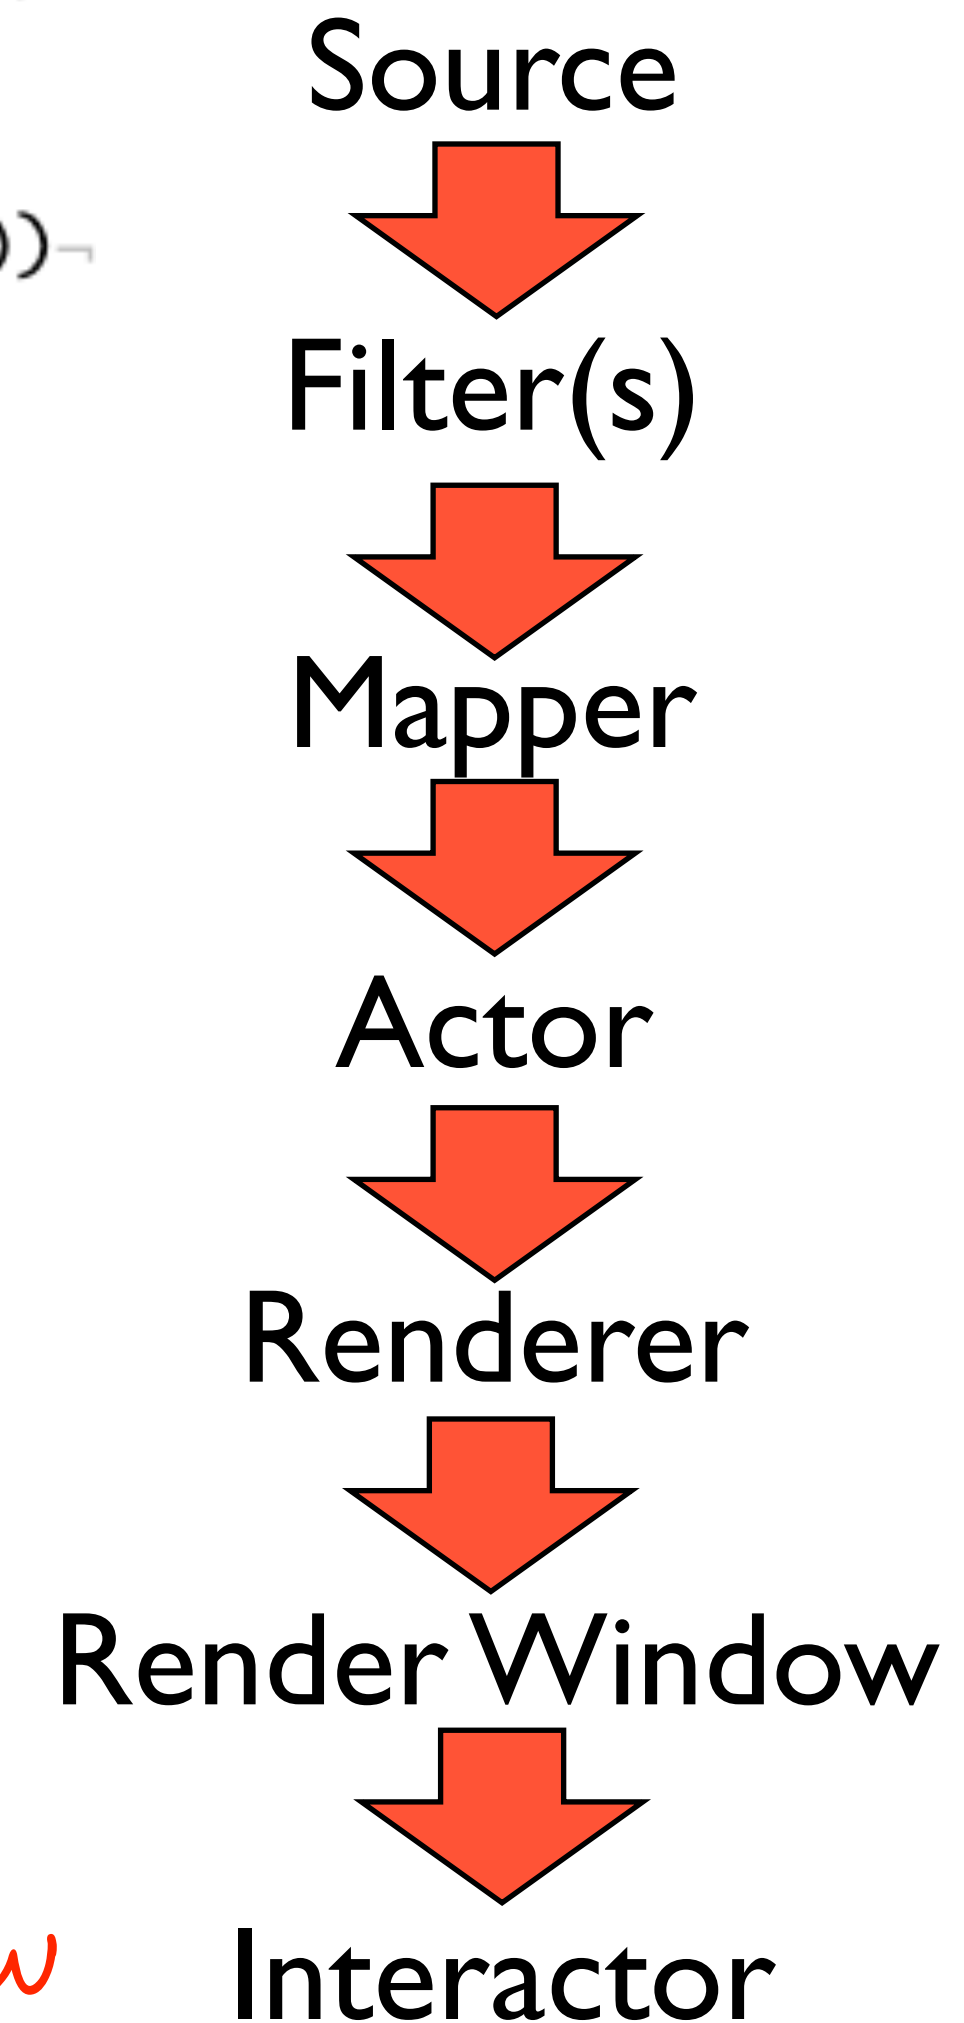 Source
))¬
Filter(s)
Mapper
Actor
Renderer
Render Window
w Interactor